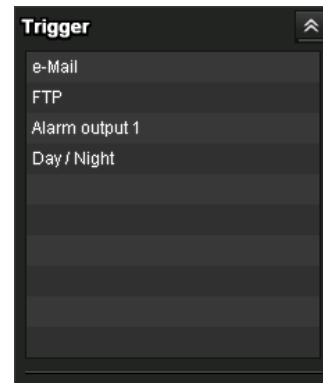 Trigger
e-Mail
FTP
Alarm output 1
Day / Night